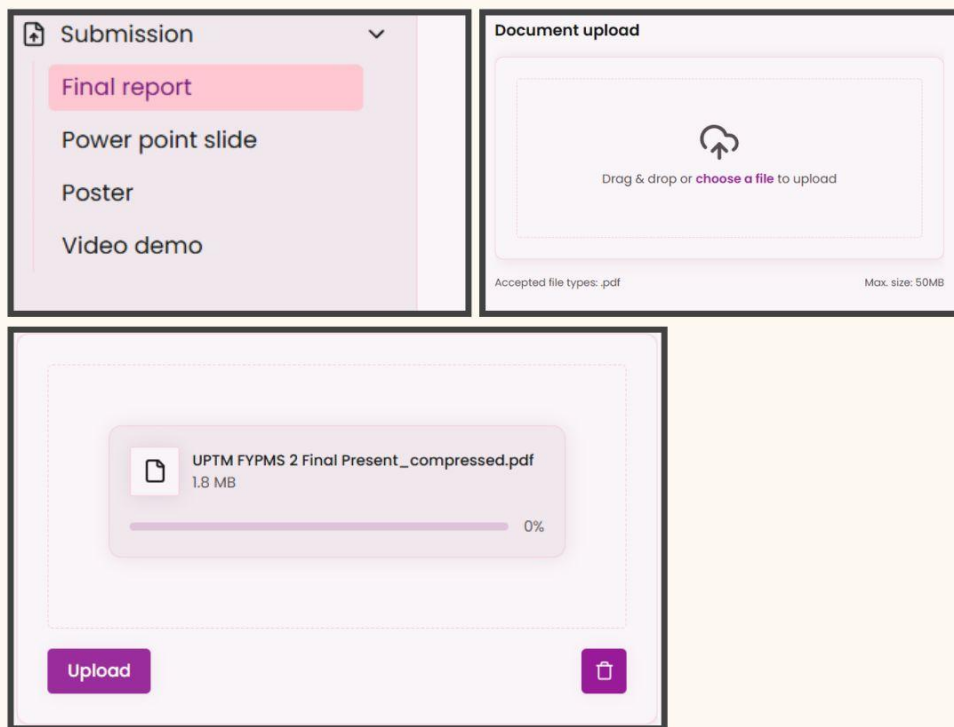 Submission
Final report
Power point slide
Poster
Video demo
Document upload
Drag & drop or choose a file to upload
Accepted file types: .pdf
Max. size: 50MB
UPTM FYPMS 2 Final Present_compressed.pdf
1.8 MB
0%
Upload